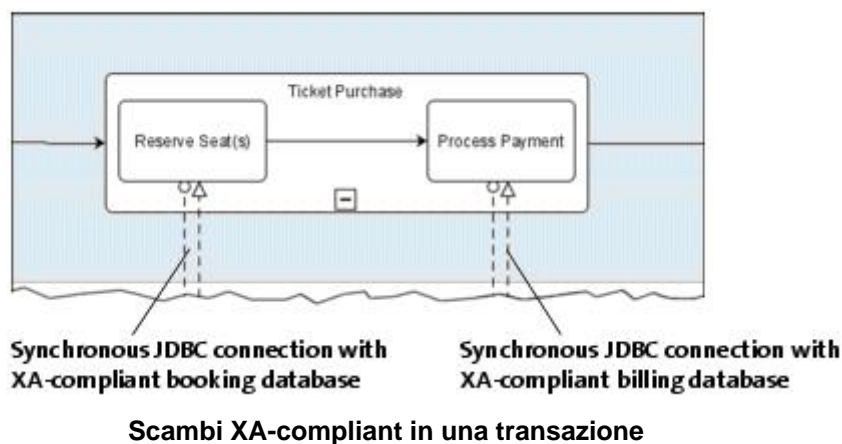 Ticket Purchase
Reserve Seat(s)
Process Payment
Synchronous JDBC connection with
XA-compliant booking database
Synchronous JDBC connection with
XA-compliant billing database
Scambi XA-compliant in una transazione